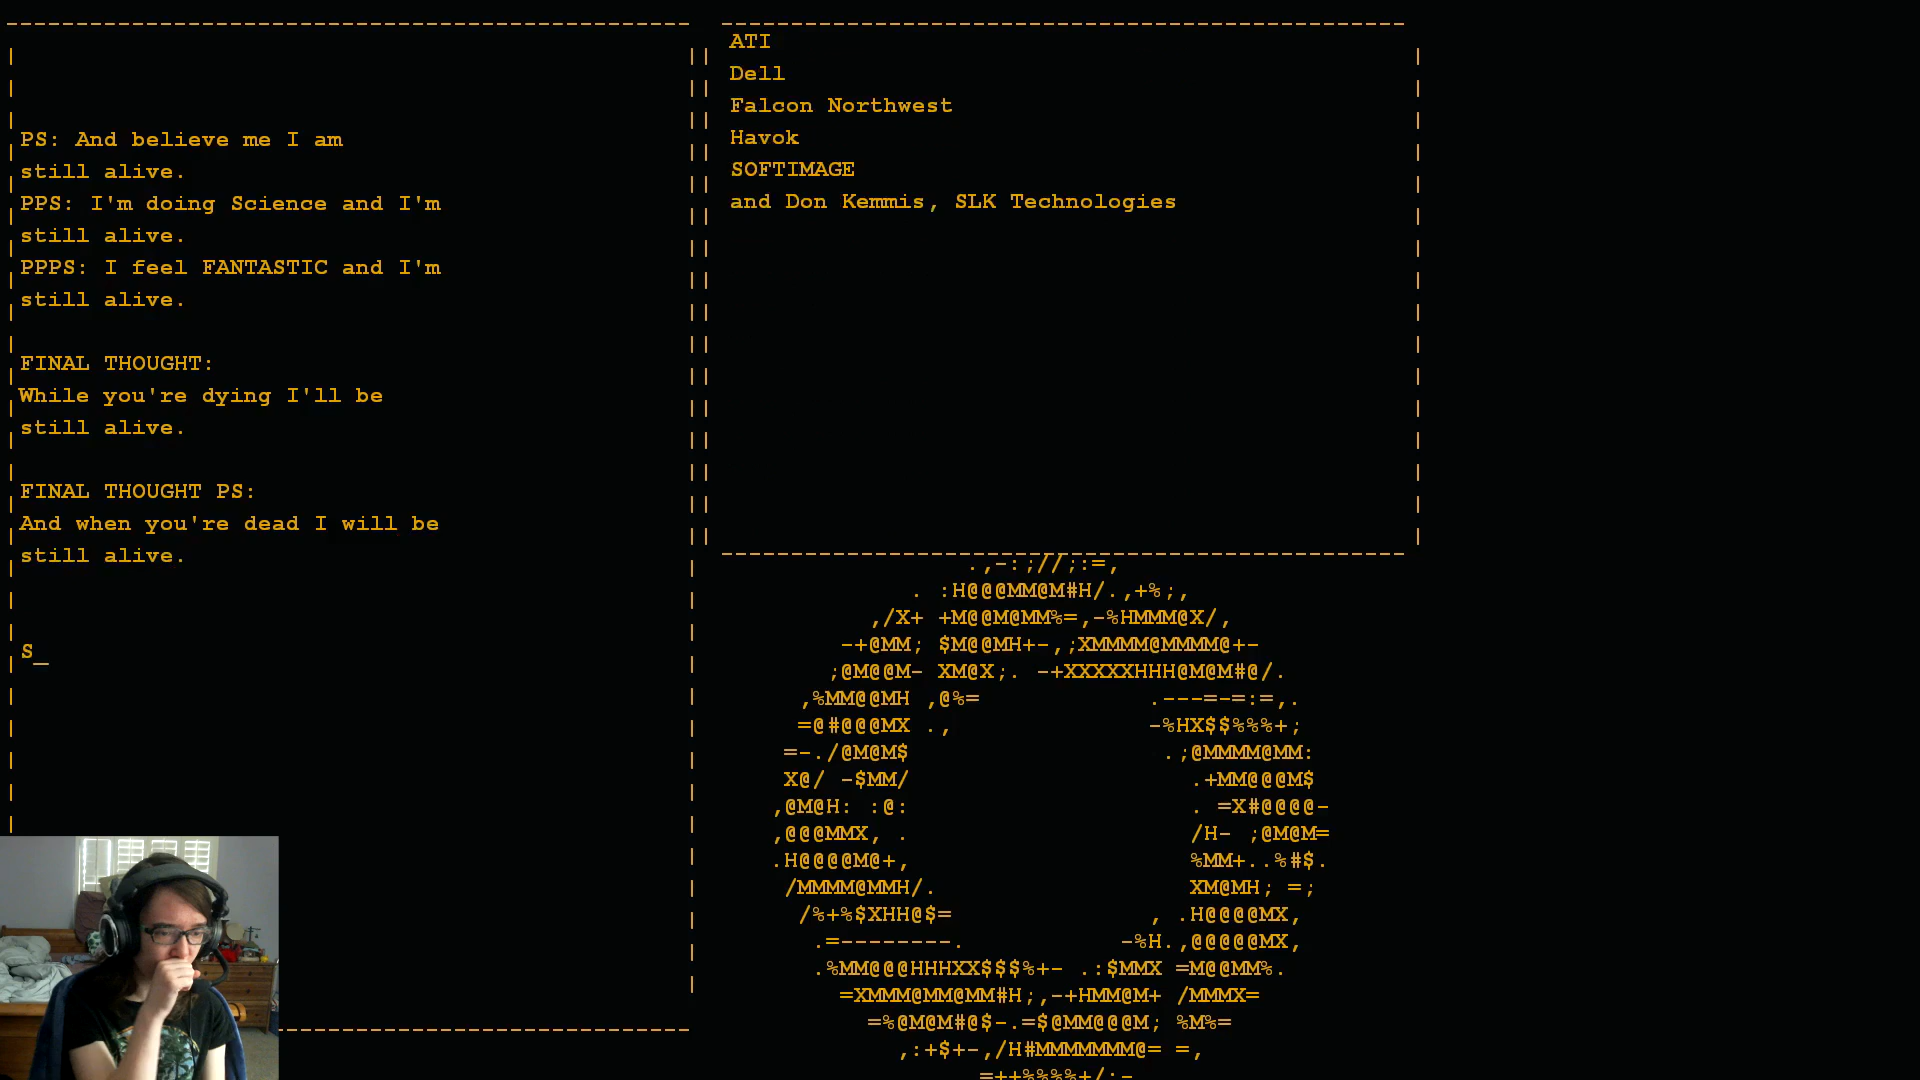 PS: And believe me I am
still alive.
PPS: I'm doing Science and I'm
still alive.
PPPS: I feel FANTASTIC and I'm
still alive.
FINAL THOUGHT:
While you're dying I'll be
still alive.
FINAL THOUGHT PS:
And when you're dead I will be
still alive.
S_
ATI
Dell
Falcon Northwest
Havok
SOFTIMAGE
and Don Kemmis, SLK Technologies